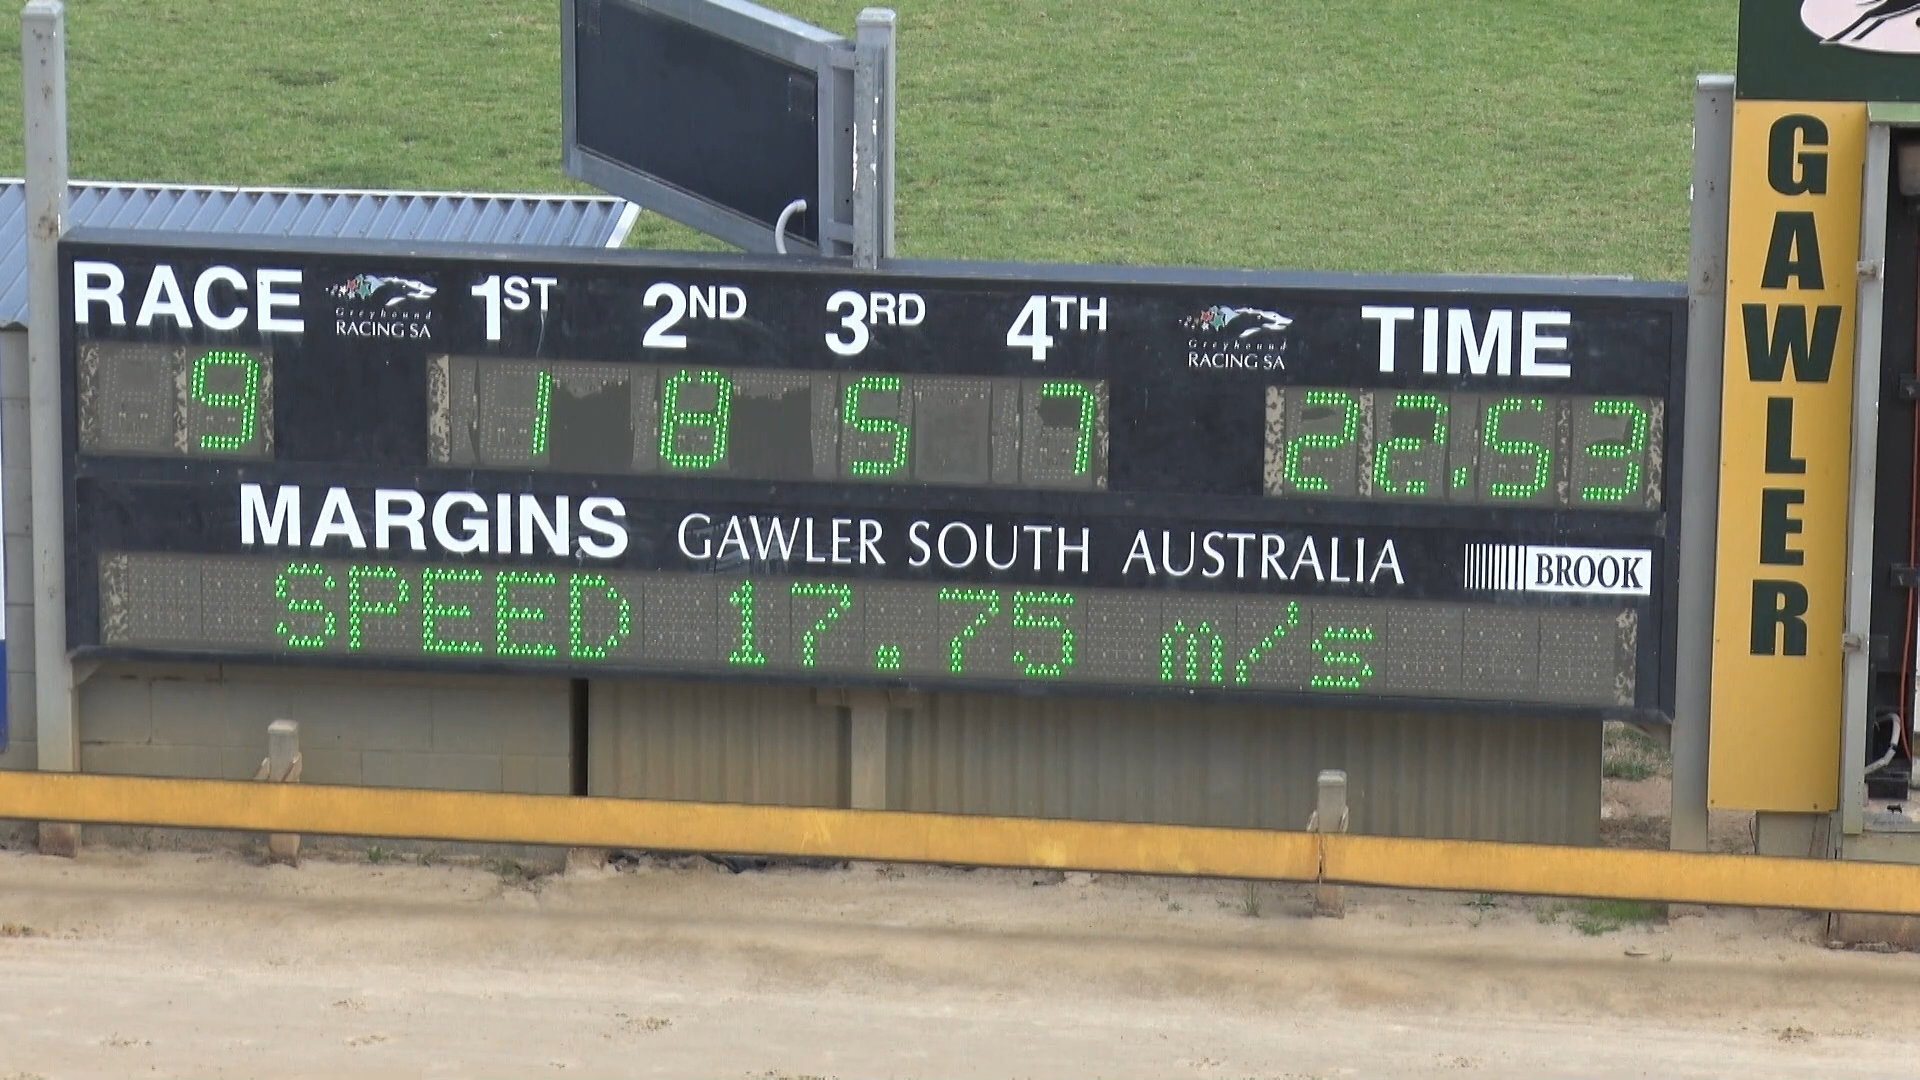 RACE Greyhound RACING SA 1ST 2ND 3RD 4TH Greyhound RACING SA TIME
9 1 8 5 7 22.53
MARGINS GAWLER SOUTH AUSTRALIA BROOK
SPEED 17.75 m/s
GAWLER